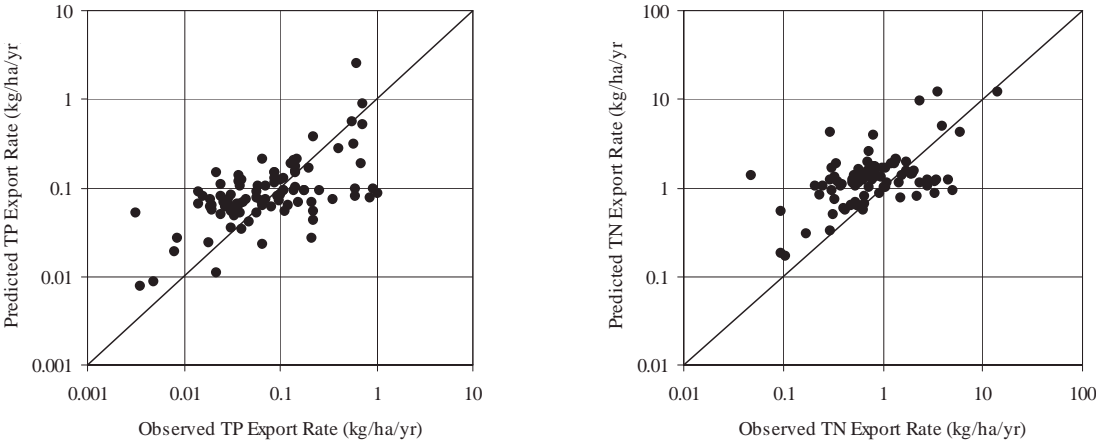 Predicted TP Export Rate (kg/ha/yr)
10
1
0.1
0.01
0.001
0.001 0.01 0.1 1 10
Observed TP Export Rate (kg/ha/yr)
Predicted TN Export Rate (kg/ha/yr)
100
10
1
0.1
0.01
0.01 0.1 1 10 100
Observed TN Export Rate (kg/ha/yr)